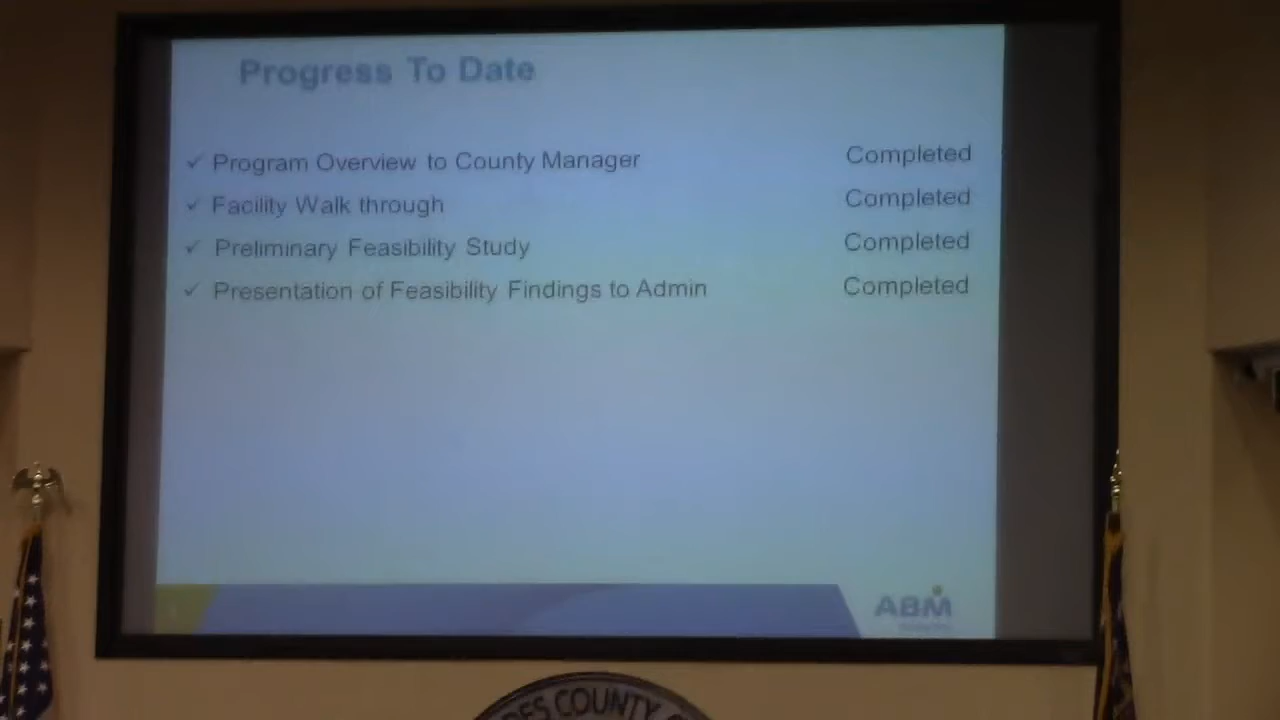 Progress To Date
✓ Program Overview to County Manager Completed
✓ Facility Walk through Completed
✓ Preliminary Feasibility Study Completed
✓ Presentation of Feasibility Findings to Admin Completed
ABM
COUNTY